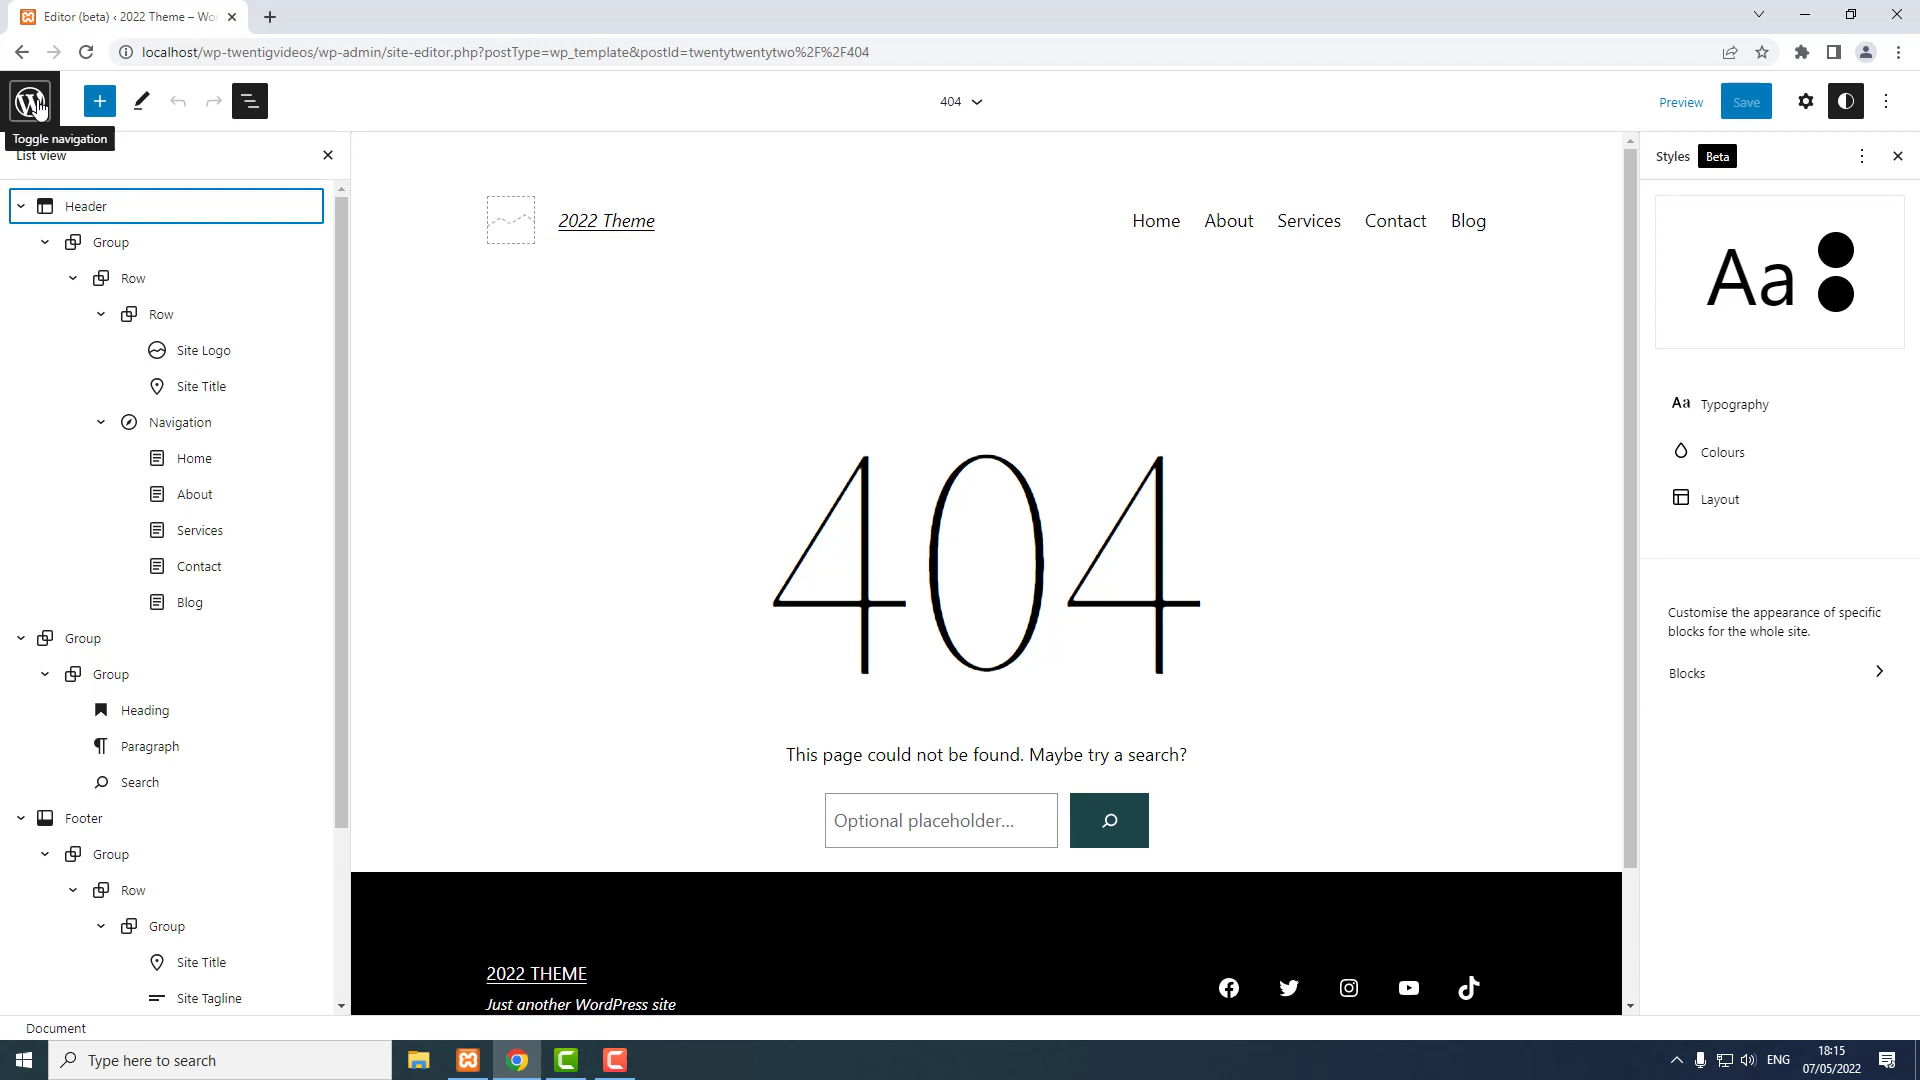 Editor (beta) ‹ 2022 Theme – Wo
localhost/wp-twentigvideos/wp-admin/site-editor.php?postType=wp_template&postId=twentytwentytwo%2F%2F404
404
Preview
Save
Toggle navigation
List view
Styles Beta
Header
Group
Row
Row
Site Logo
Site Title
Navigation
Home
About
Services
Contact
Blog
Group
Group
Heading
Paragraph
Search
Footer
Group
Row
Group
Site Title
Site Tagline
Document
2022 Theme
Home About Services Contact Blog
404
This page could not be found. Maybe try a search?
Optional placeholder...
2022 THEME
Just another WordPress site
Aa
Aa Typography
Colours
Layout
Customise the appearance of specific
blocks for the whole site.
Blocks
Type here to search
ENG
18:15
07/05/2022